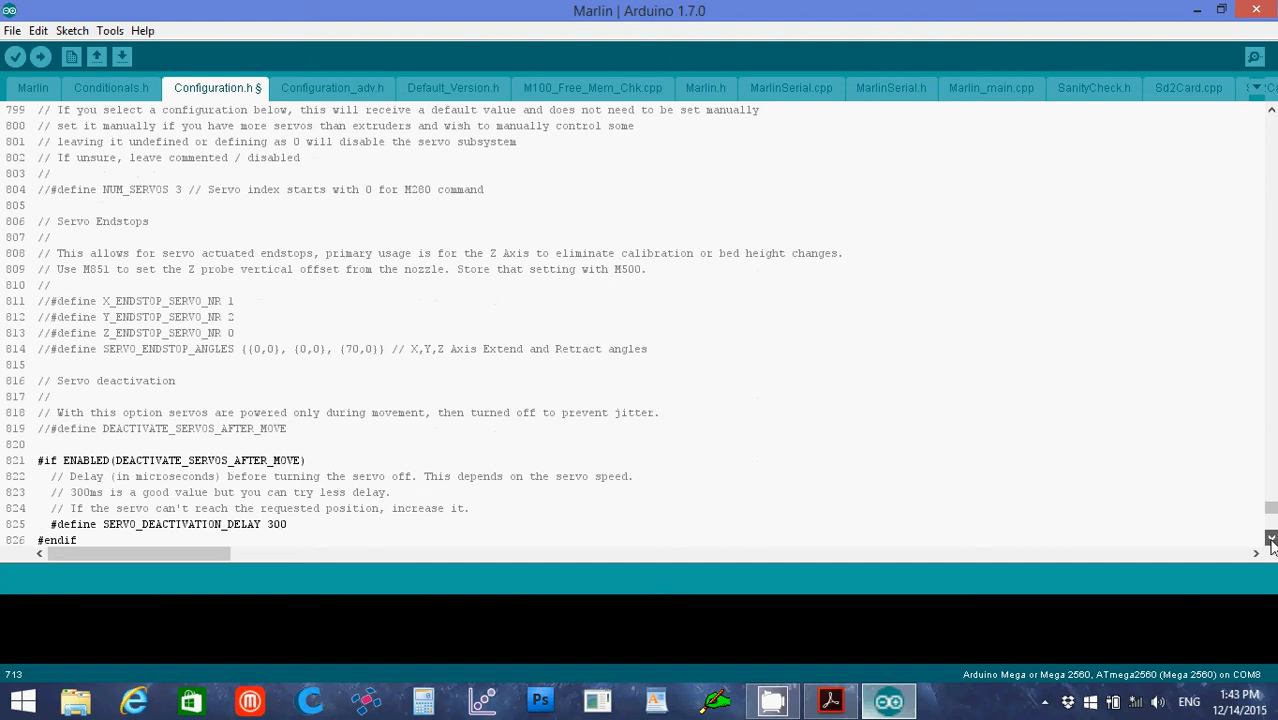 Marlin | Arduino 1.7.0
File Edit Sketch Tools Help
Marlin Conditionals.h Configuration.h § Configuration_adv.h Default_Version.h M100_Free_Mem_Chk.cpp Marlin.h MarlinSerial.cpp MarlinSerial.h Marlin_main.cpp SanityCheck.h Sd2Card.cpp
799 // If you select a configuration below, this will receive a default value and does not need to be set manually
800 // set it manually if you have more servos than extruders and wish to manually control some
801 // leaving it undefined or defining as 0 will disable the servo subsystem
802 // If unsure, leave commented / disabled
803 //
804 //#define NUM_SERVOS 3 // Servo index starts with 0 for M280 command
805
806 // Servo Endstops
807 //
808 // This allows for servo actuated endstops, primary usage is for the Z Axis to eliminate calibration or bed height changes.
809 // Use M851 to set the Z probe vertical offset from the nozzle. Store that setting with M500.
810 //
811 //#define X_ENDSTOP_SERVO_NR 1
812 //#define Y_ENDSTOP_SERVO_NR 2
813 //#define Z_ENDSTOP_SERVO_NR 0
814 //#define SERVO_ENDSTOP_ANGLES {{0,0}, {0,0}, {70,0}} // X,Y,Z Axis Extend and Retract angles
815
816 // Servo deactivation
817 //
818 // With this option servos are powered only during movement, then turned off to prevent jitter.
819 //#define DEACTIVATE_SERVOS_AFTER_MOVE
820
821 #if ENABLED(DEACTIVATE_SERVOS_AFTER_MOVE)
822 // Delay (in microseconds) before turning the servo off. This depends on the servo speed.
823 // 300ms is a good value but you can try less delay.
824 // If the servo can't reach the requested position, increase it.
825 #define SERVO_DEACTIVATION_DELAY 300
826 #endif
713 Arduino Mega or Mega 2560, ATmega2560 (Mega 2560) on COM8
Ps ENG 1:43 PM
12/14/2015